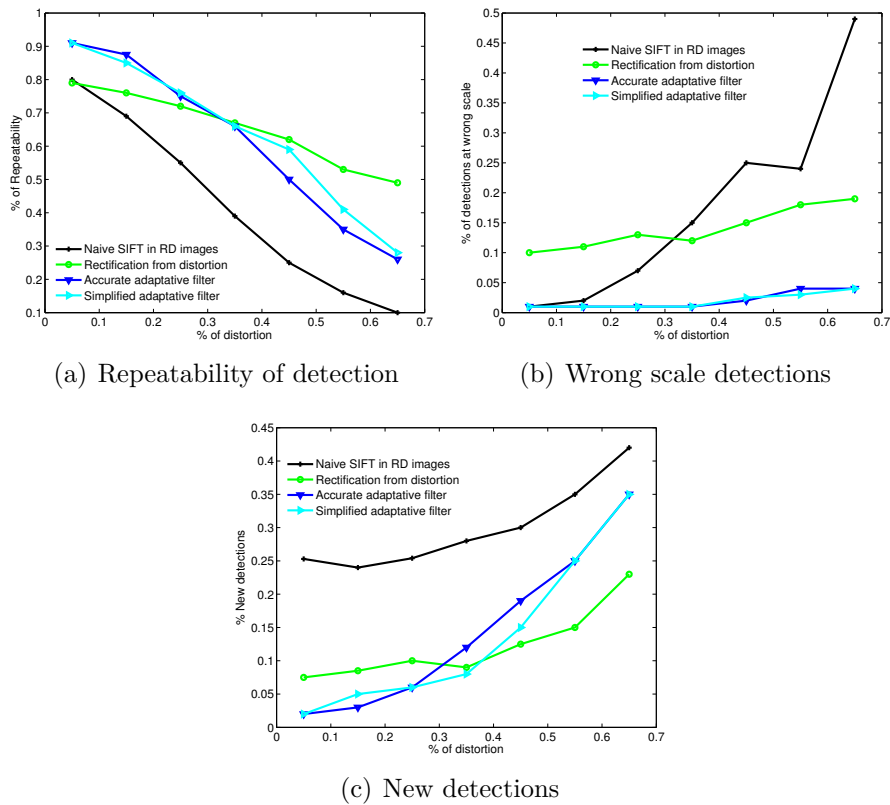 1
0.9
0.8
0.7
0.6
0.5
0.4
0.3
0.2
0.1
% of Repeatability
Naive SIFT in RD images
Rectification from distortion
Accurate adaptative filter
Simplified adaptative filter
0 0.1 0.2 0.3 0.4 0.5 0.6 0.7
% of distortion
(a) Repeatability of detection
0.5
0.45
0.4
0.35
0.3
0.25
0.2
0.15
0.1
0.05
0
% of detections at wrong scale
Naive SIFT in RD images
Rectification from distortion
Accurate adaptative filter
Simplified adaptative filter
0 0.1 0.2 0.3 0.4 0.5 0.6 0.7
% of distortion
(b) Wrong scale detections
0.45
0.4
0.35
0.3
0.25
0.2
0.15
0.1
0.05
0
% New detections
Naive SIFT in RD images
Rectification from distortion
Accurate adaptative filter
Simplified adaptative filter
0 0.1 0.2 0.3 0.4 0.5 0.6 0.7
% of distortion
(c) New detections